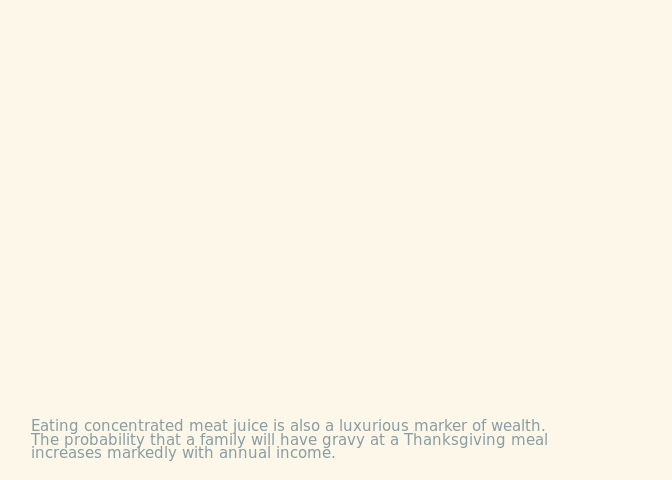 Eating concentrated meat juice is also a luxurious marker of wealth.
The probability that a family will have gravy at a Thanksgiving meal
increases markedly with annual income.